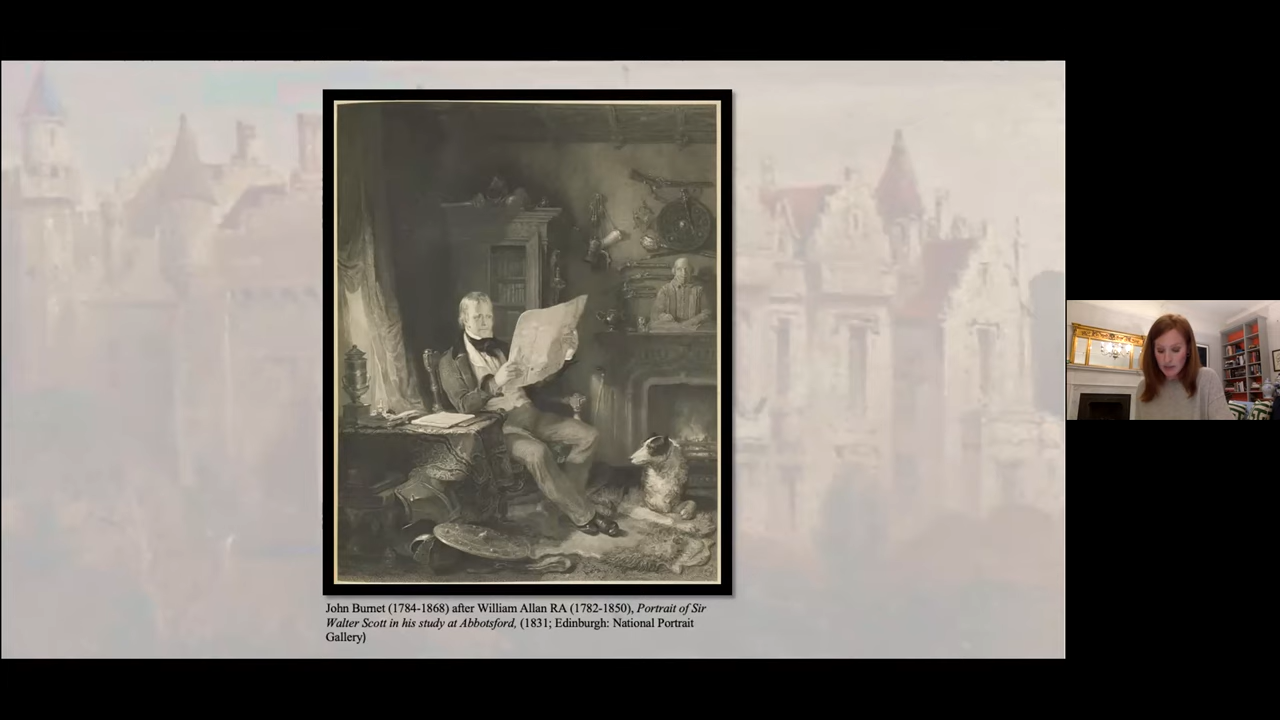 John Burnet (1784-1868) after William Allan RA (1782-1850), Portrait of Sir
Walter Scott in his study at Abbotsford, (1831; Edinburgh: National Portrait
Gallery)